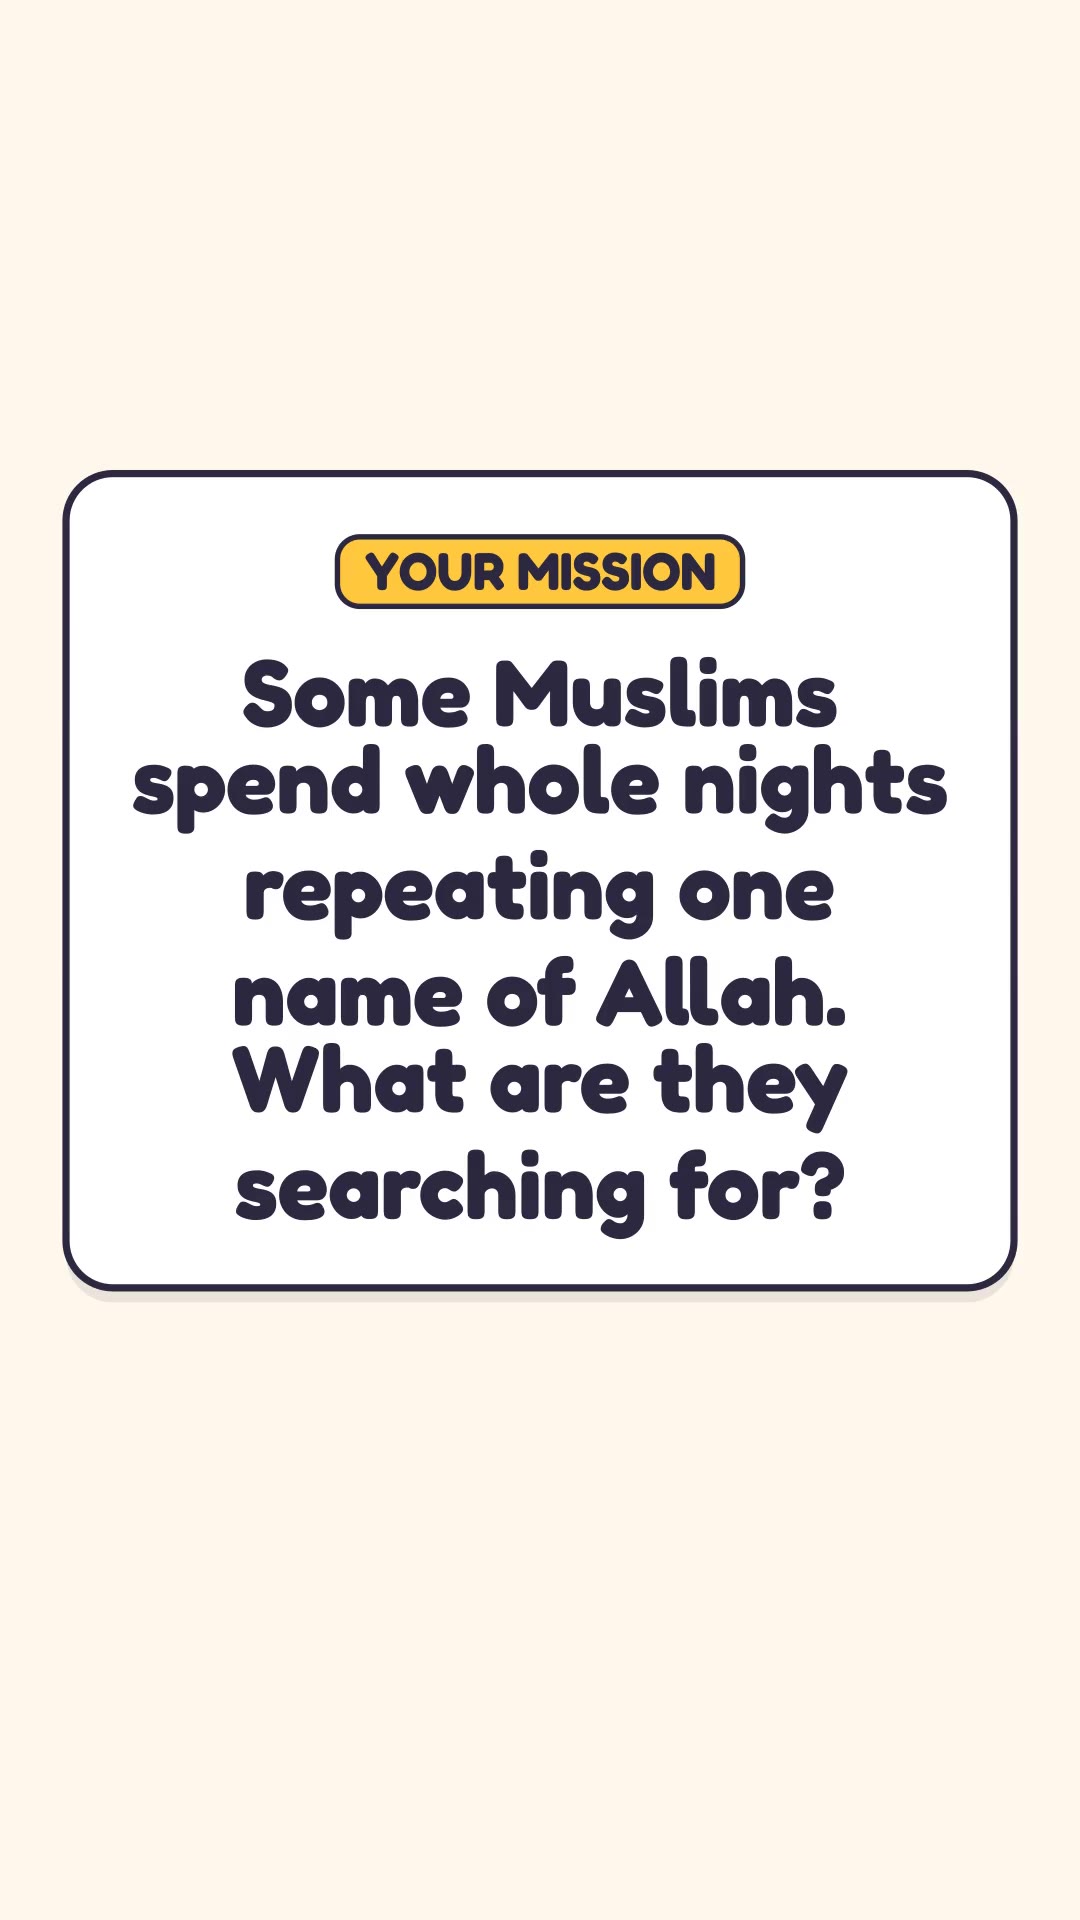 YOUR MISSION
Some Muslims
spend whole nights
repeating one
name of Allah.
What are they
searching for?